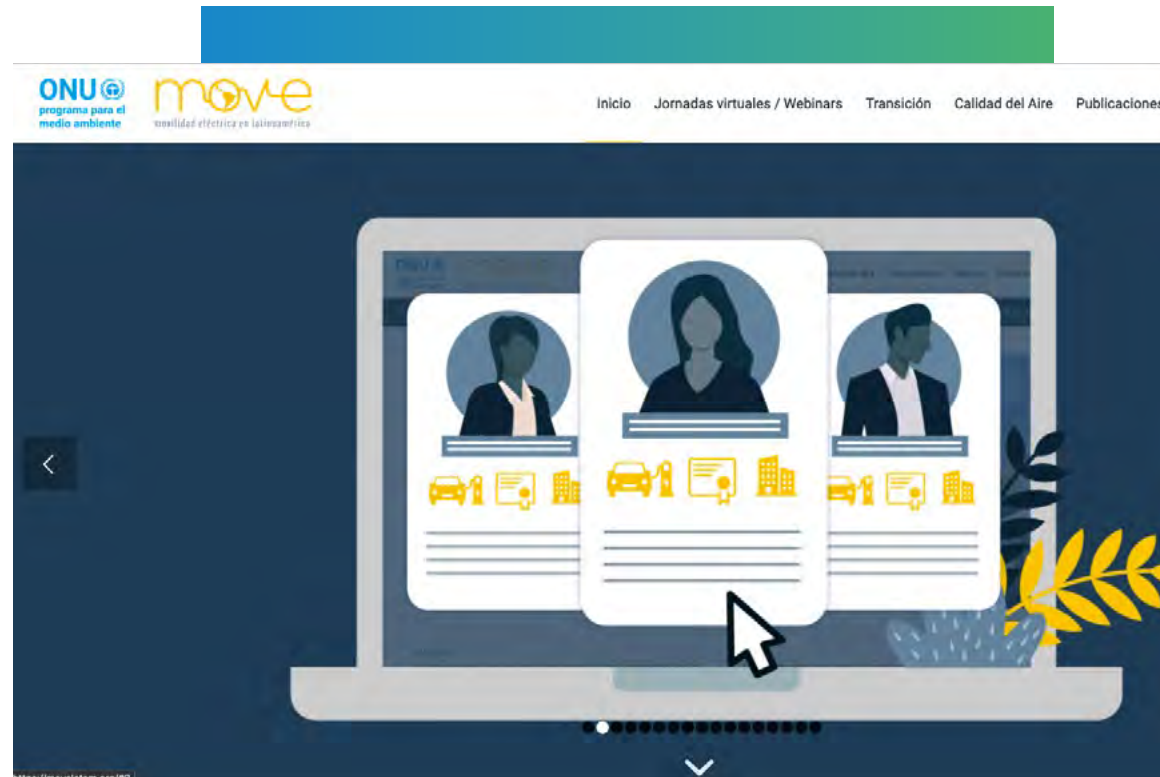 ONU
programa para el
medio ambiente
move
movilidad eléctrica en latinoamérica
Inicio Jornadas virtuales / Webinars Transición Calidad del Aire Publicaciones